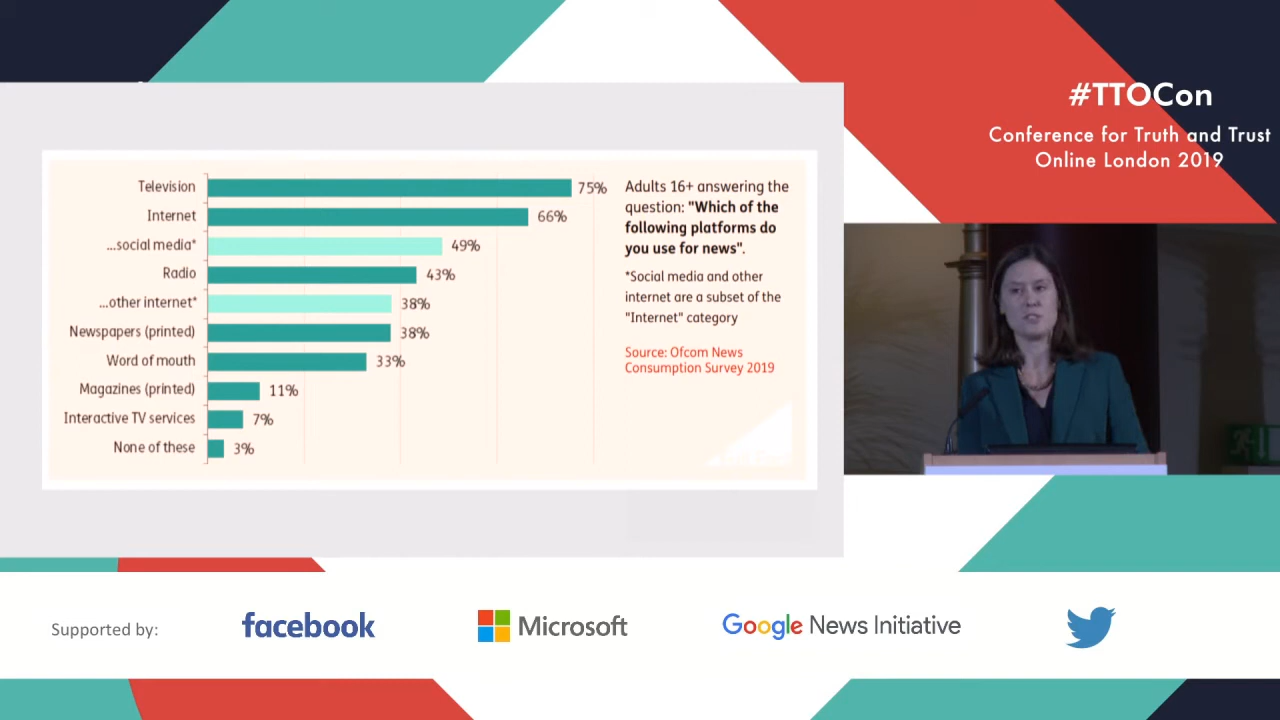 #TTOCon
Conference for Truth and Trust
Online London 2019
Television 75%
Internet 66%
...social media* 49%
Radio 43%
...other internet* 38%
Newspapers (printed) 38%
Word of mouth 33%
Magazines (printed) 11%
Interactive TV services 7%
None of these 3%
Adults 16+ answering the
question: "Which of the
following platforms do
you use for news".
*Social media and other
internet are a subset of the
"Internet" category
Source: Ofcom News
Consumption Survey 2019
Supported by:
facebook
Microsoft
Google News Initiative